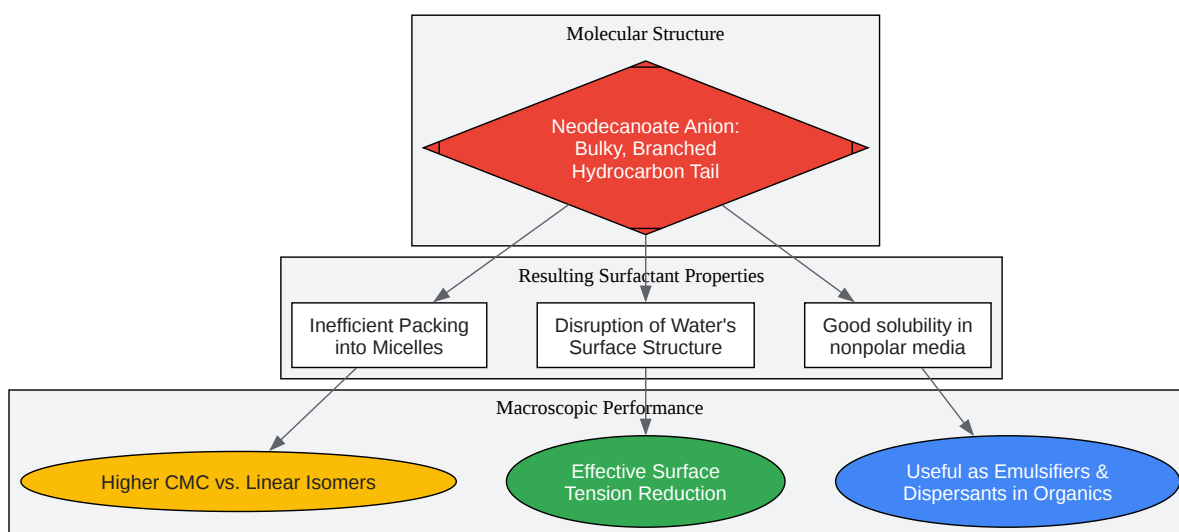 Molecular Structure
Neodecanoate Anion:
Bulky, Branched
Hydrocarbon Tail
Resulting Surfactant Properties
Inefficient Packing
into Micelles
Disruption of Water's
Surface Structure
Good solubility in
nonpolar media
Macroscopic Performance
Higher CMC vs. Linear Isomers
Effective Surface
Tension Reduction
Useful as Emulsifiers &
Dispersants in Organics